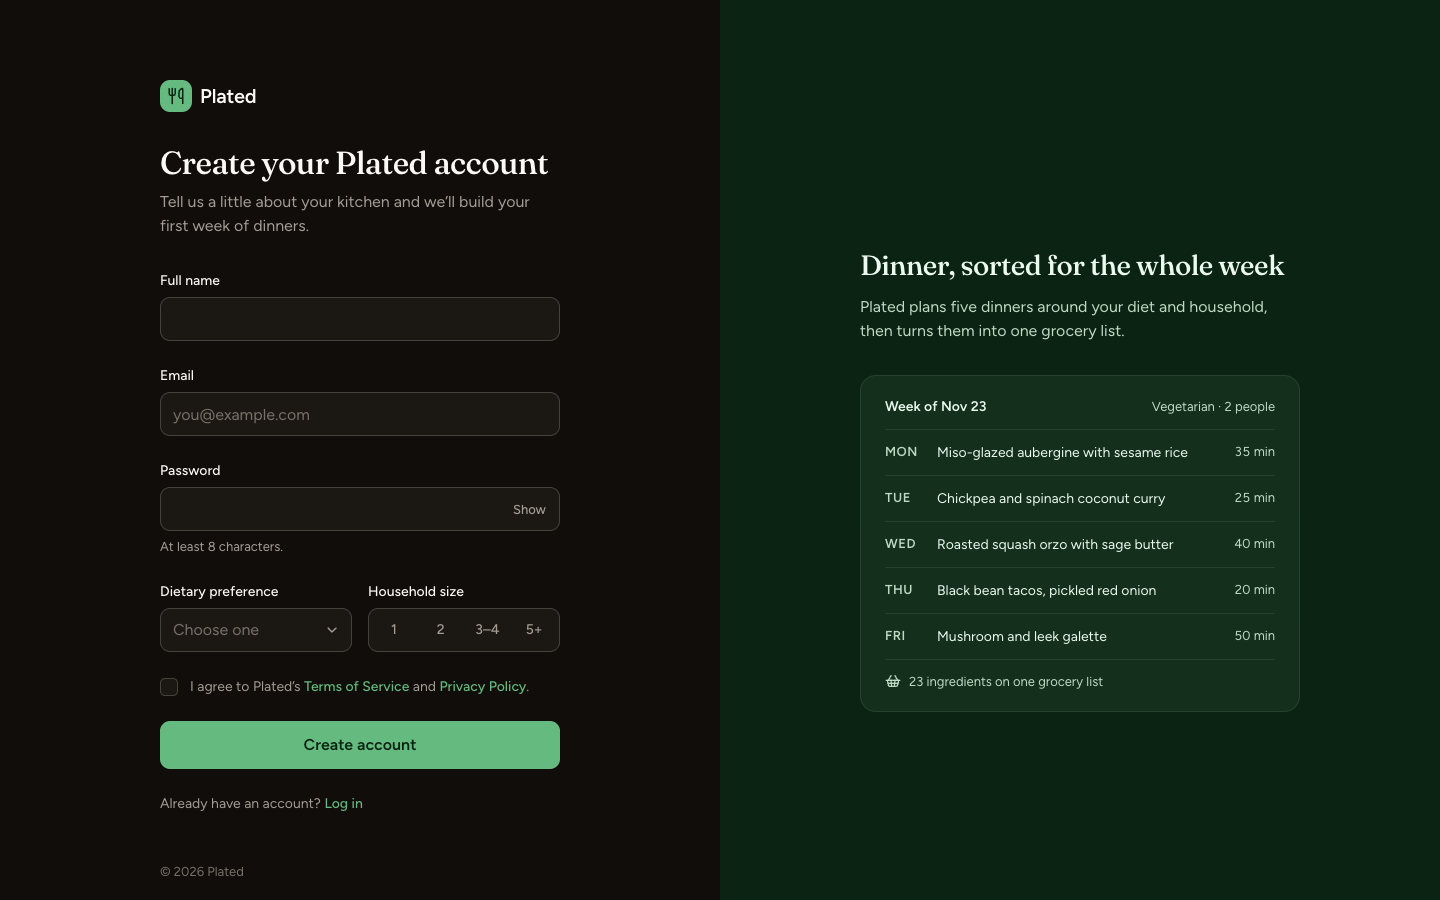 Plated
Create your Plated account
Tell us a little about your kitchen and we’ll build your
first week of dinners.
Full name
Email
you@example.com
Password
Show
At least 8 characters.
Dietary preference
Household size
Choose one
1 2 3–4 5+
I agree to Plated’s Terms of Service and Privacy Policy.
Create account
Already have an account? Log in
© 2026 Plated
Dinner, sorted for the whole week
Plated plans five dinners around your diet and household,
then turns them into one grocery list.
Week of Nov 23 Vegetarian · 2 people
MON Miso-glazed aubergine with sesame rice 35 min
TUE Chickpea and spinach coconut curry 25 min
WED Roasted squash orzo with sage butter 40 min
THU Black bean tacos, pickled red onion 20 min
FRI Mushroom and leek galette 50 min
23 ingredients on one grocery list